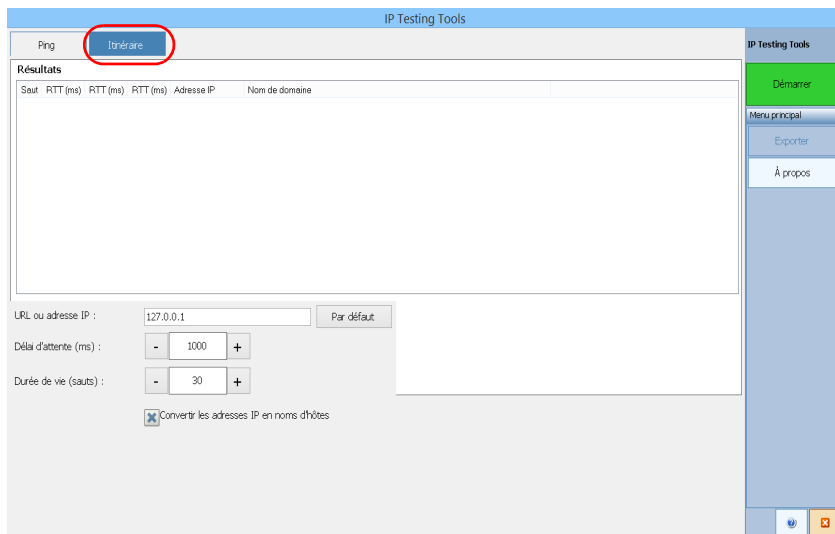 IP Testing Tools
Ping
Itinéraire
Résultats
Saut RTT (ms) RTT (ms) RTT (ms) Adresse IP Nom de domaine
URL ou adresse IP : 127.0.0.1 Par défaut
Délai d'attente (ms) : - 1000 +
Durée de vie (sauts) : - 30 +
Convertir les adresses IP en noms d'hôtes
IP Testing Tools
Démarrer
Menu principal
Exporter
À propos